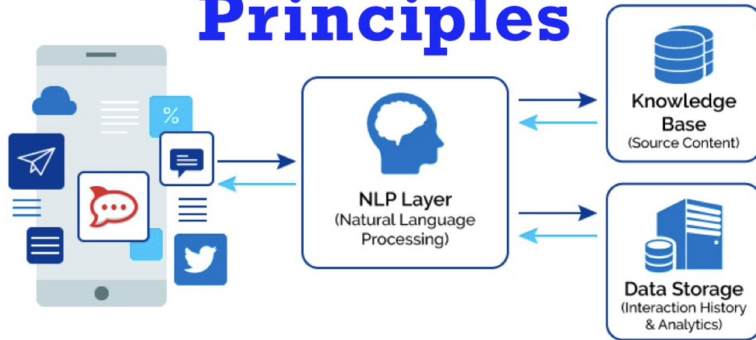 Principles
%
NLP Layer
(Natural Language
Processing)
Knowledge
Base
(Source Content)
Data Storage
(Interaction History
& Analytics)